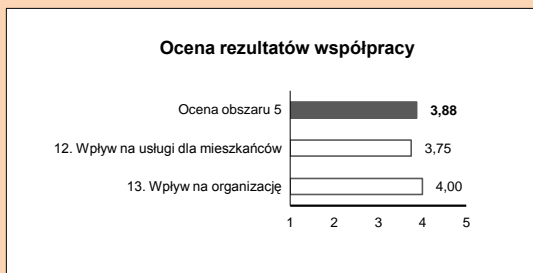 Ocena rezultatów współpracy
Ocena obszaru 5 3,88
12. Wpływ na usługi dla mieszkańców 3,75
13. Wpływ na organizację 4,00
1 2 3 4 5